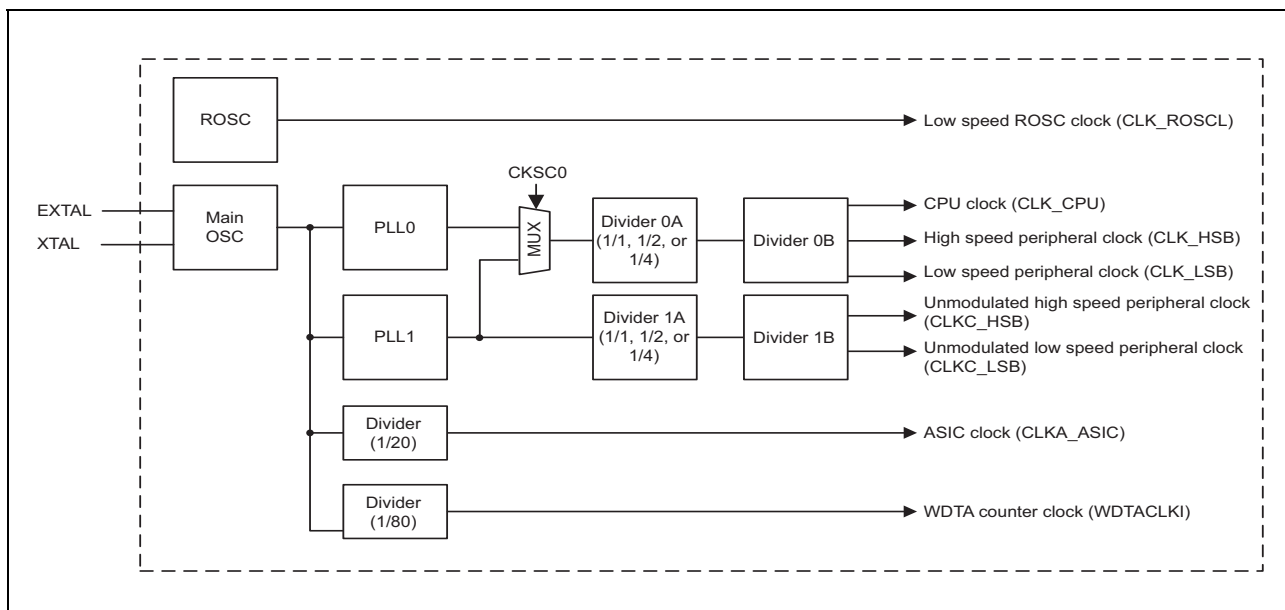 ROSC
Low speed ROSC clock (CLK_ROSCL)
CKSC0
EXTAL
XTAL
Main
OSC
PLL0
MUX
Divider 0A
(1/1, 1/2, or
1/4)
Divider 0B
CPU clock (CLK_CPU)
High speed peripheral clock (CLK_HSB)
Low speed peripheral clock (CLK_LSB)
PLL1
Divider 1A
(1/1, 1/2, or
1/4)
Divider 1B
Unmodulated high speed peripheral clock
(CLKC_HSB)
Unmodulated low speed peripheral clock
(CLKC_LSB)
Divider
(1/20)
ASIC clock (CLKA_ASIC)
Divider
(1/80)
WDTA counter clock (WDTACLKI)